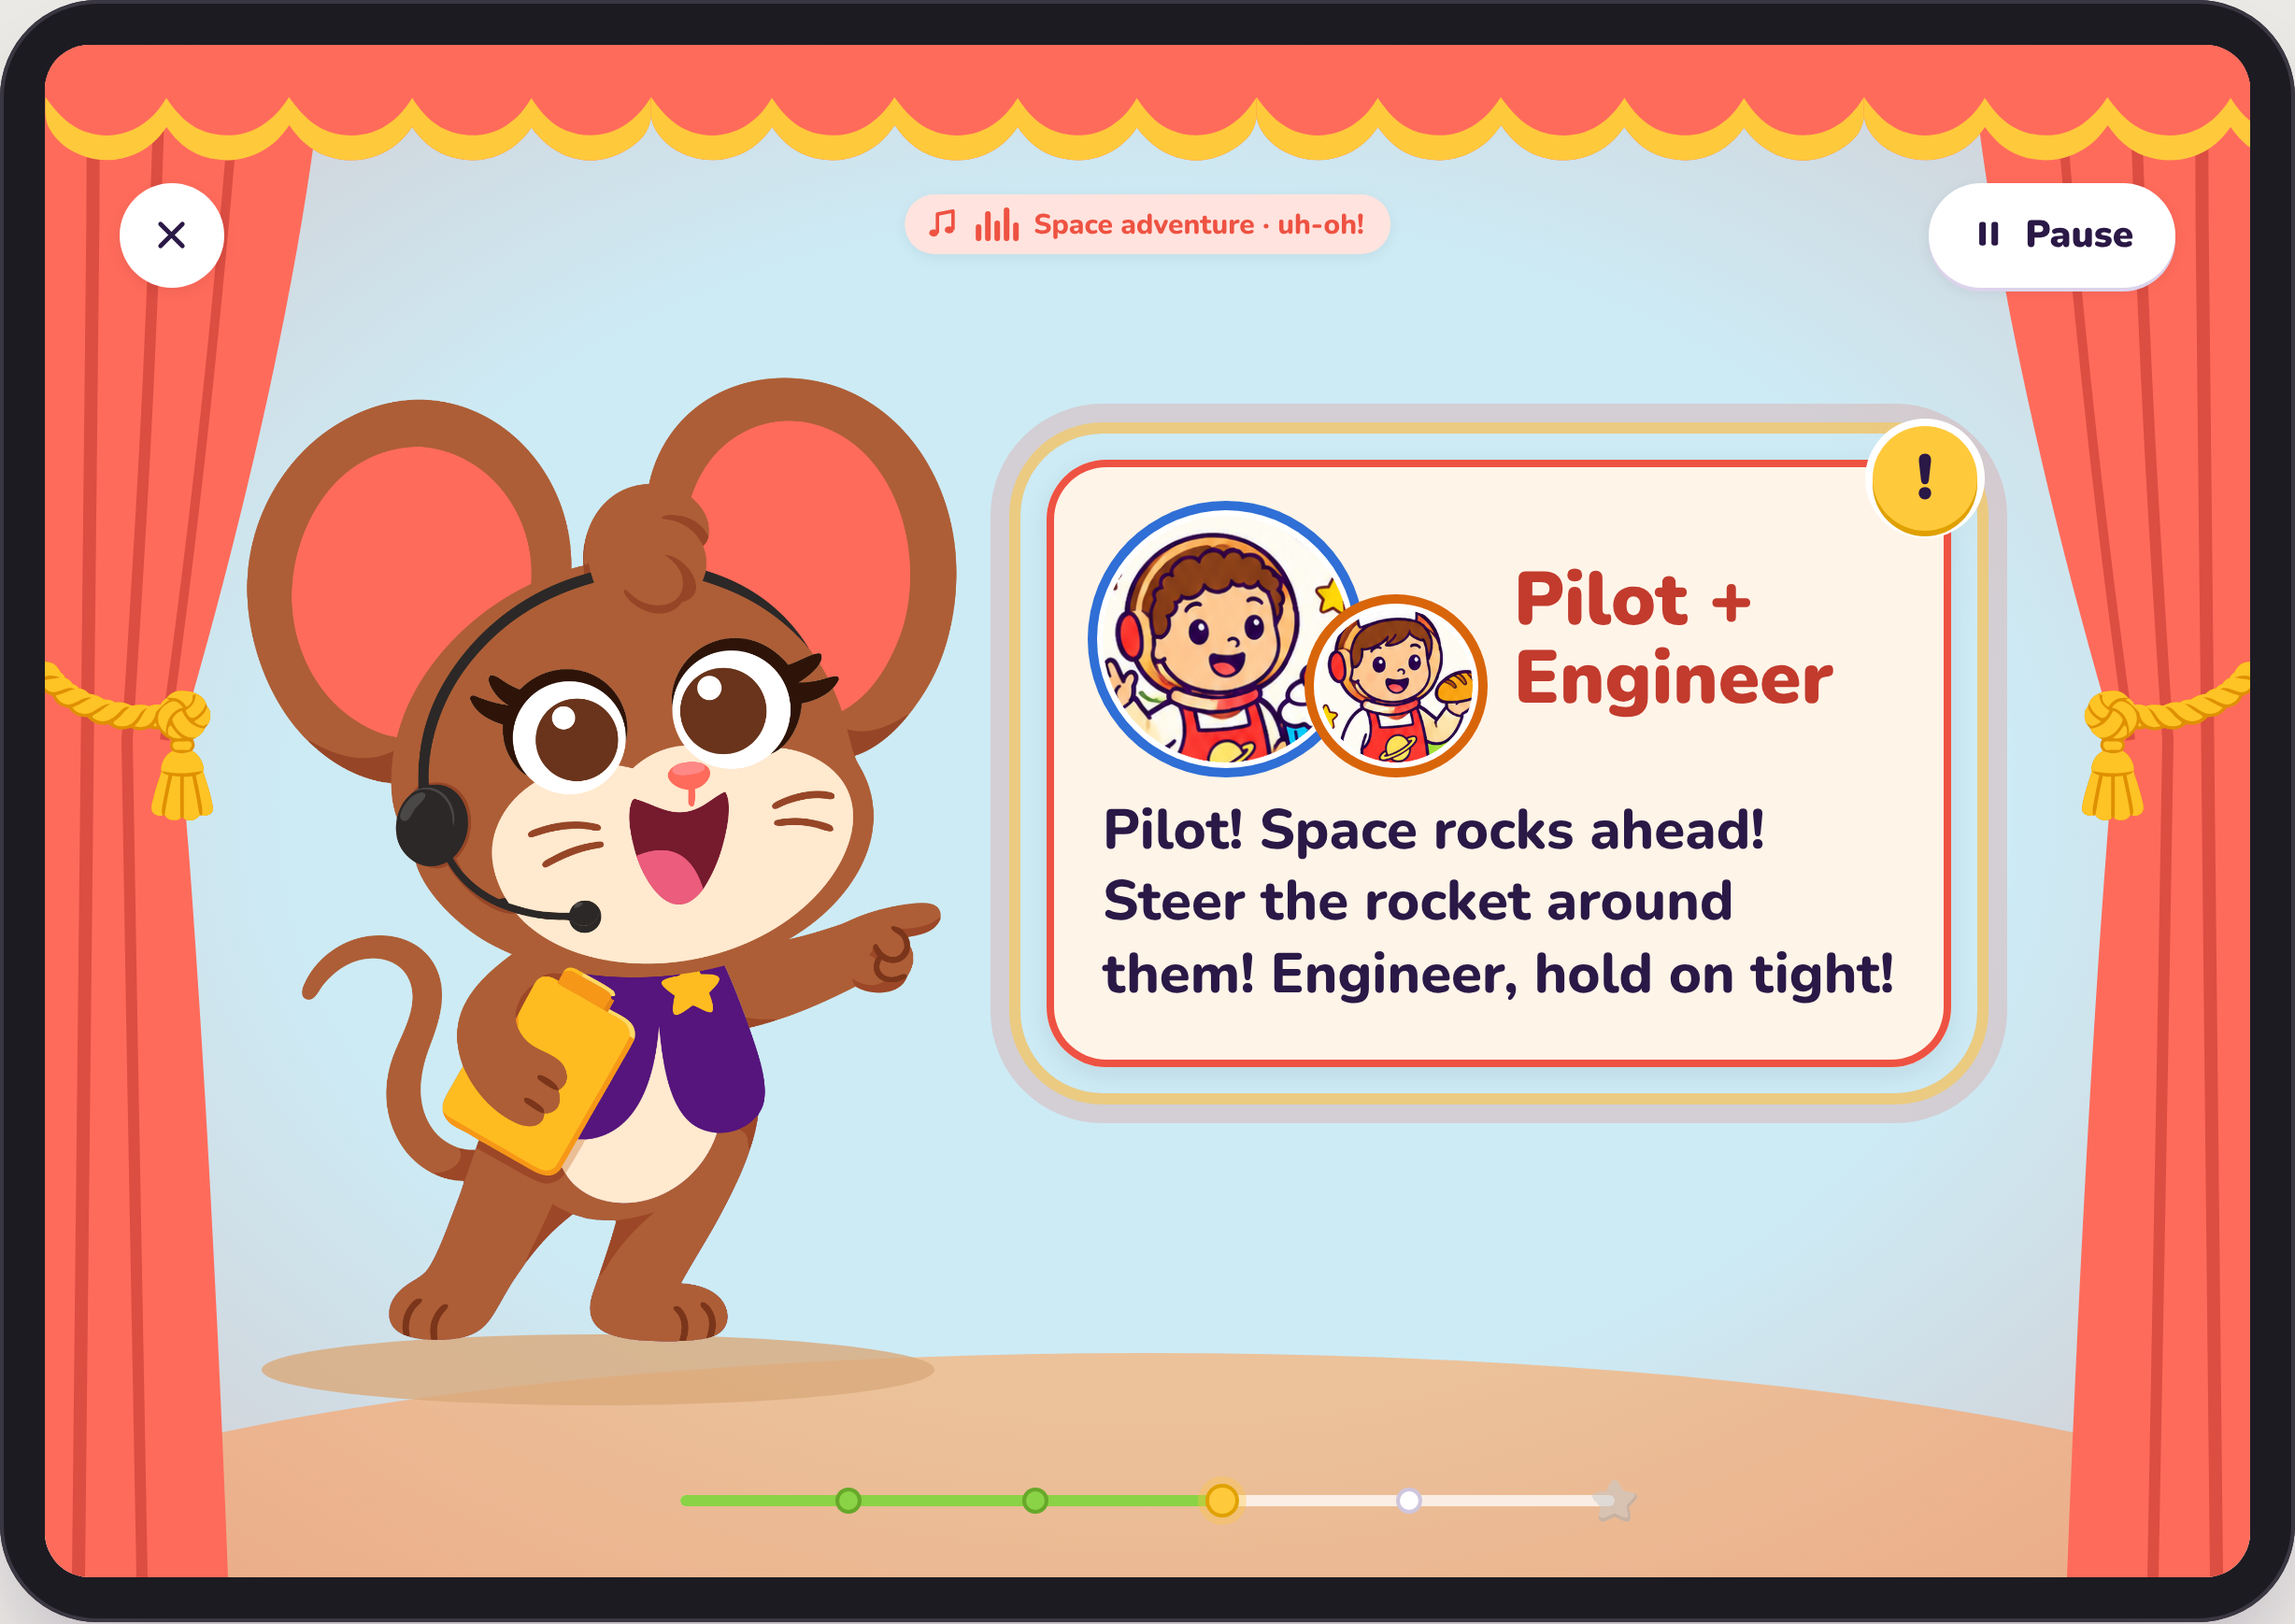 Space adventure · uh-oh!
Pause
!
Pilot +
Engineer
Pilot! Space rocks ahead!
Steer the rocket around
them! Engineer, hold on tight!